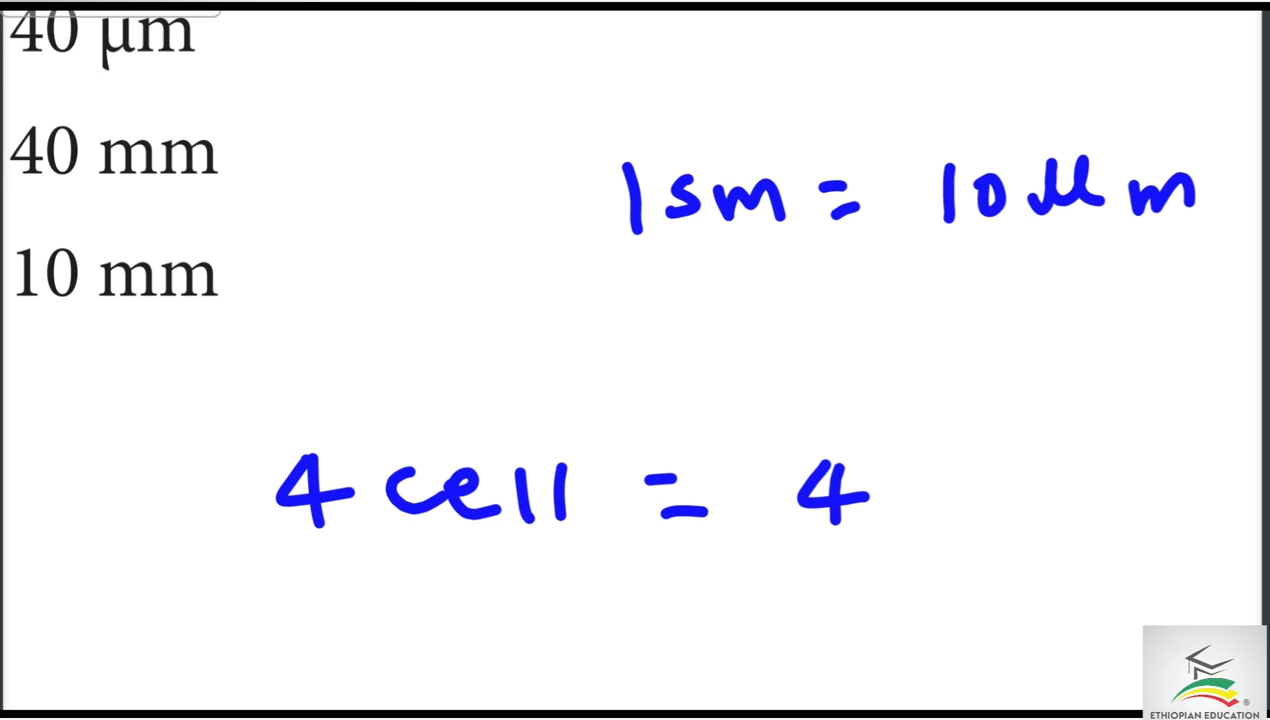 40 μm
40 mm
1sm = 10 μm
10 mm
4 cell = 4
®
ETHIOPIAN EDUCATION